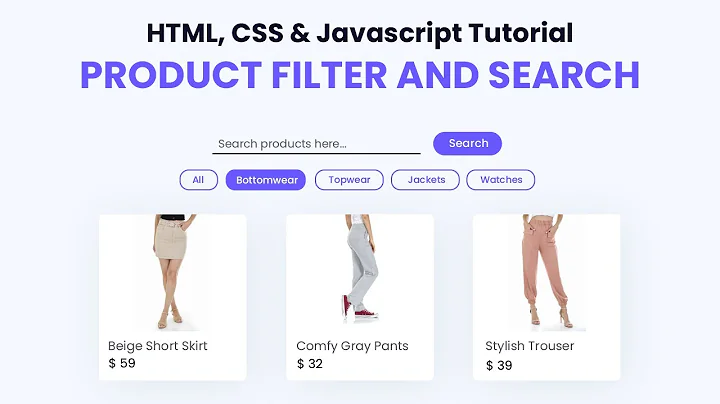 HTML, CSS & Javascript Tutorial
PRODUCT FILTER AND SEARCH
Search products here... Search
All Bottomwear Topwear Jackets Watches
Beige Short Skirt Comfy Gray Pants Stylish Trouser
$ 59 $ 32 $ 39